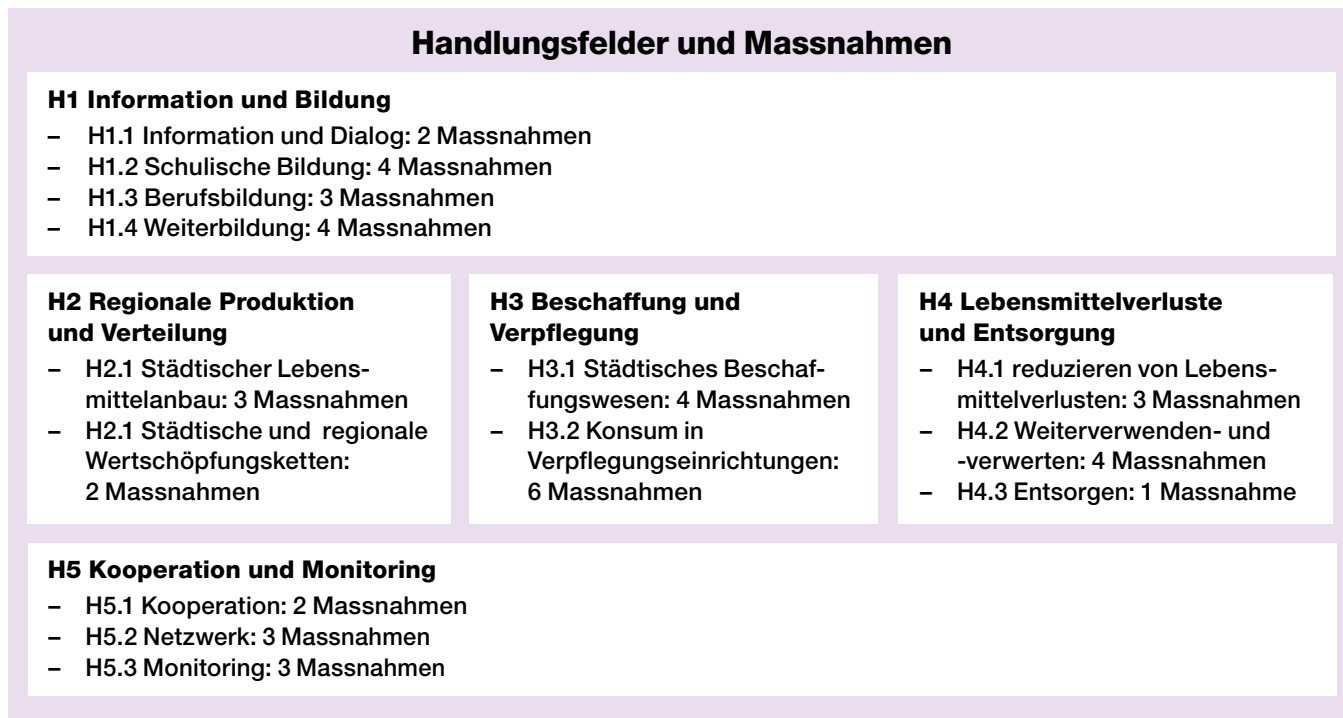 Handlungsfelder und Massnahmen
H1 Information und Bildung
– H1.1 Information und Dialog: 2 Massnahmen
– H1.2 Schulische Bildung: 4 Massnahmen
– H1.3 Berufsbildung: 3 Massnahmen
– H1.4 Weiterbildung: 4 Massnahmen
H2 Regionale Produktion
und Verteilung
– H2.1 Städtischer Lebens-
mittelanbau: 3 Massnahmen
– H2.1 Städtische und regionale
Wertschöpfungsketten:
2 Massnahmen
H3 Beschaffung und
Verpflegung
– H3.1 Städtisches Beschaf-
fungswesen: 4 Massnahmen
– H3.2 Konsum in
Verpflegungseinrichtungen:
6 Massnahmen
H4 Lebensmittelverluste
und Entsorgung
– H4.1 reduzieren von Lebens-
mittelverlusten: 3 Massnahmen
– H4.2 Weiterverwenden- und
-verwerten: 4 Massnahmen
– H4.3 Entsorgen: 1 Massnahme
H5 Kooperation und Monitoring
– H5.1 Kooperation: 2 Massnahmen
– H5.2 Netzwerk: 3 Massnahmen
– H5.3 Monitoring: 3 Massnahmen